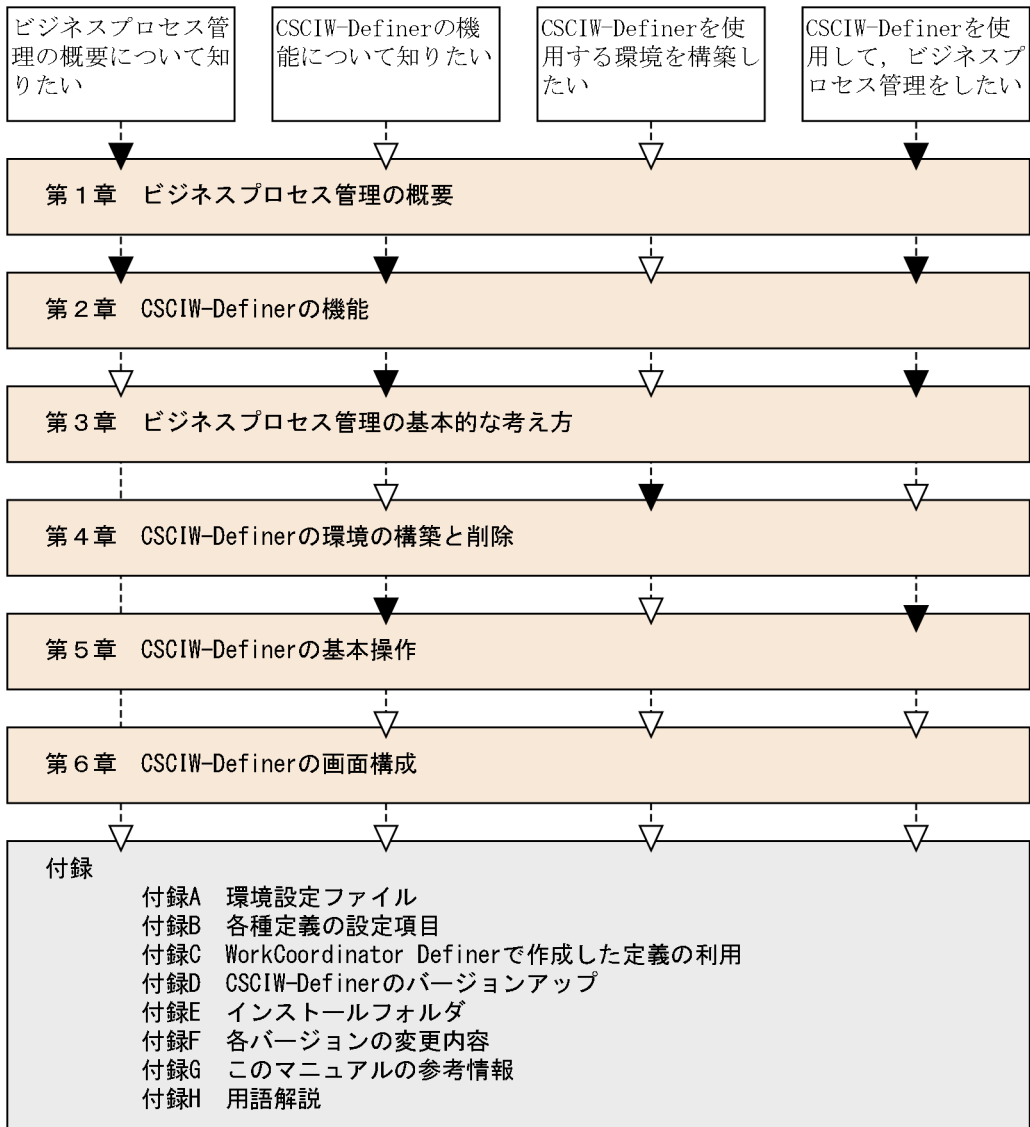 ビジネスプロセス管
理の概要について知
りたい
CSCIW-Definerの機
能について知りたい
CSCIW-Definerを使
用する環境を構築し
たい
CSCIW-Definerを使
用して，ビジネスプ
ロセス管理をしたい
第１章　ビジネスプロセス管理の概要
第２章　CSCIW-Definerの機能
第３章　ビジネスプロセス管理の基本的な考え方
第４章　CSCIW-Definerの環境の構築と削除
第５章　CSCIW-Definerの基本操作
第６章　CSCIW-Definerの画面構成
付録
付録A　環境設定ファイル
付録B　各種定義の設定項目
付録C　WorkCoordinator Definerで作成した定義の利用
付録D　CSCIW-Definerのバージョンアップ
付録E　インストールフォルダ
付録F　各バージョンの変更内容
付録G　このマニュアルの参考情報
付録H　用語解説